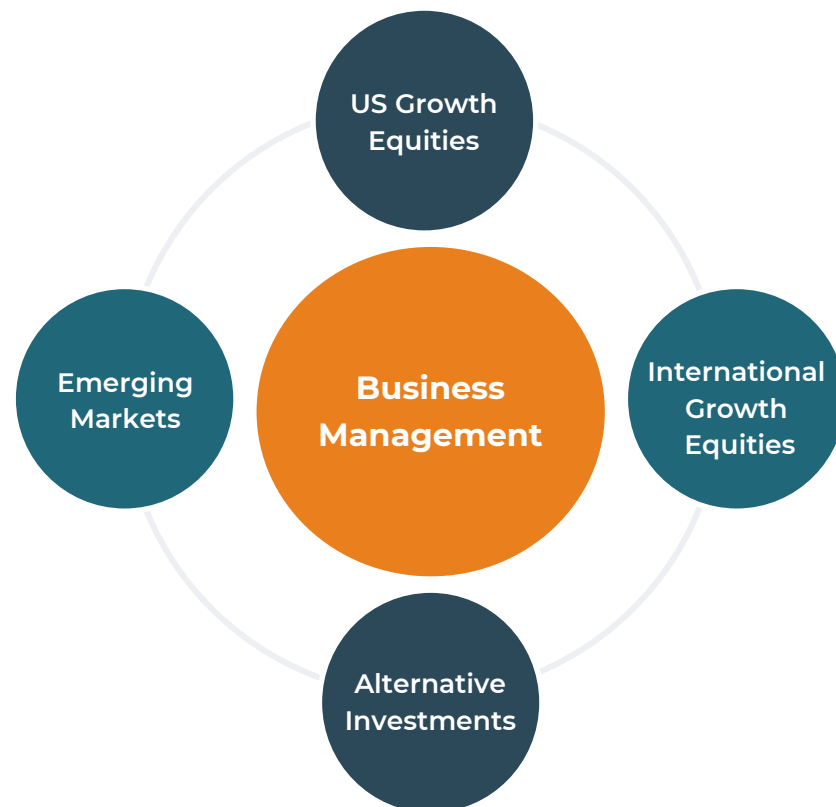 US Growth
Equities
Emerging
Markets
Business
Management
International
Growth
Equities
Alternative
Investments